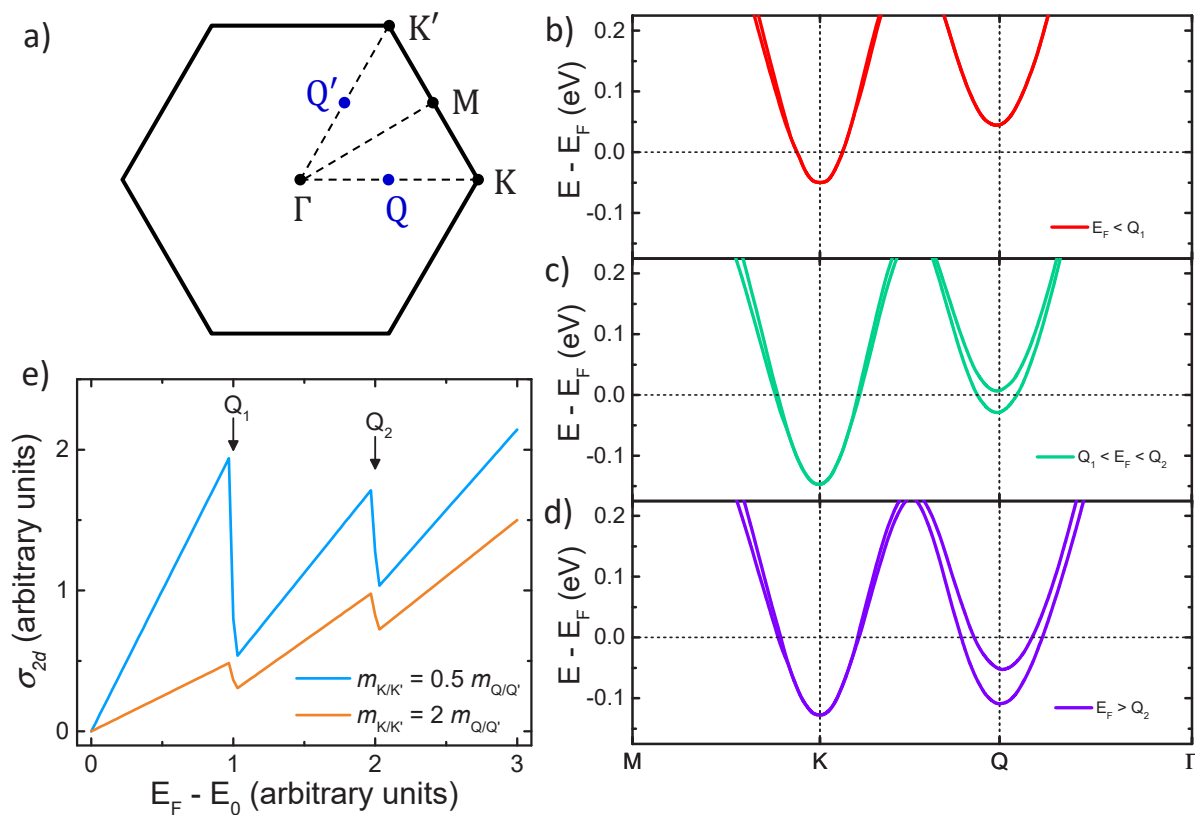 a)
K′
Q′
M
Γ
Q
K
b)
E - E_F (eV)
0.2
0.1
0.0
-0.1
E_F < Q_1
c)
E - E_F (eV)
0.2
0.1
0.0
-0.1
Q_1 < E_F < Q_2
d)
E - E_F (eV)
0.2
0.1
0.0
-0.1
E_F > Q_2
M
K
Q
Γ
e)
σ_2d (arbitrary units)
2
1
0
Q_1
Q_2
m_K/K' = 0.5 m_Q/Q'
m_K/K' = 2 m_Q/Q'
0
1
2
3
E_F - E_0 (arbitrary units)